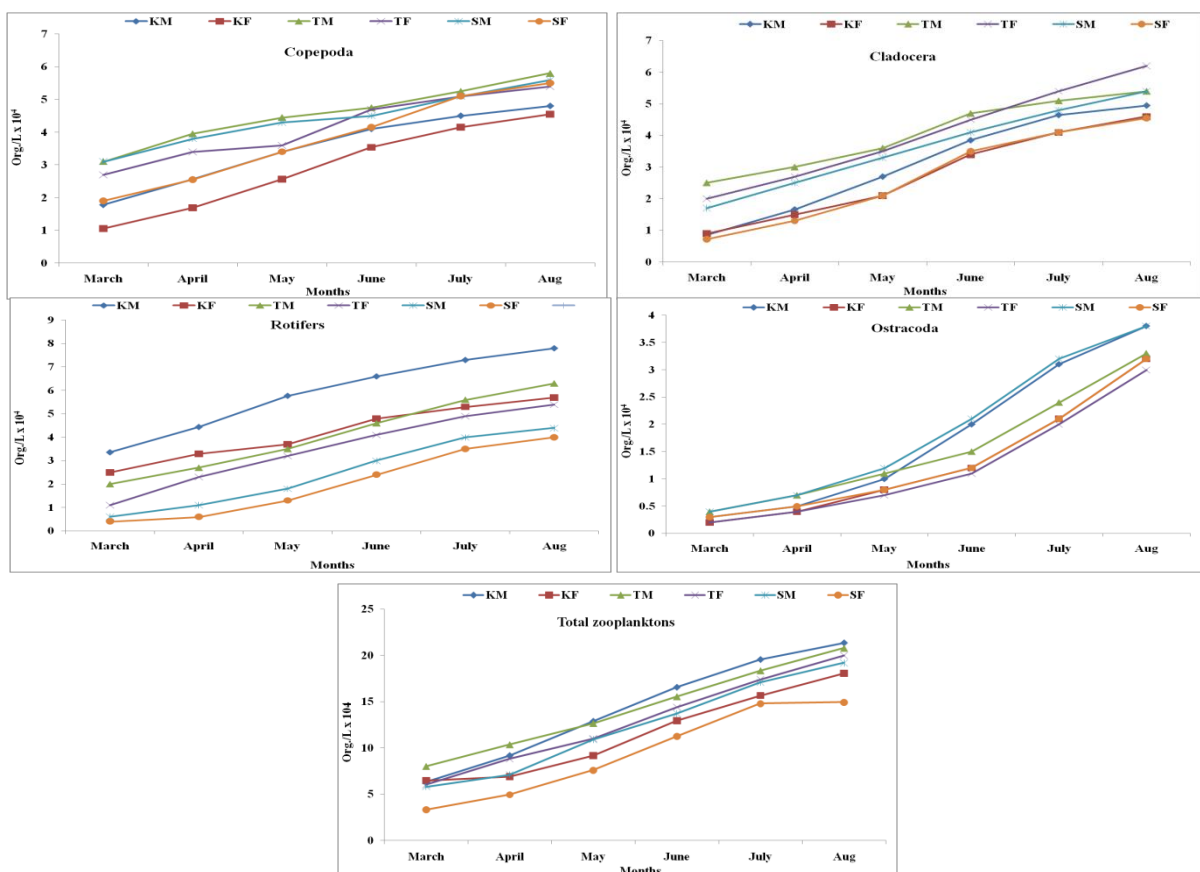 KM KF TM TF SM SF
Copepoda
Org./L x 10⁴
7
6
5
4
3
2
1
0
March April May June July Aug
Months
KM KF TM TF SM SF
Cladocera
Org./L x 10⁴
7
6
5
4
3
2
1
0
March April May June July Aug
Months
KM KF TM TF SM SF
Rotifers
Org./L x 10⁴
9
8
7
6
5
4
3
2
1
0
March April May June July Aug
Months
KM KF TM TF SM SF
Ostracoda
Org./L x 10⁴
4
3.5
3
2.5
2
1.5
1
0.5
0
March April May June July Aug
Months
KM KF TM TF SM SF
Total zooplanktons
Org./L x 104
25
20
15
10
5
0
March April May June July Aug
Months